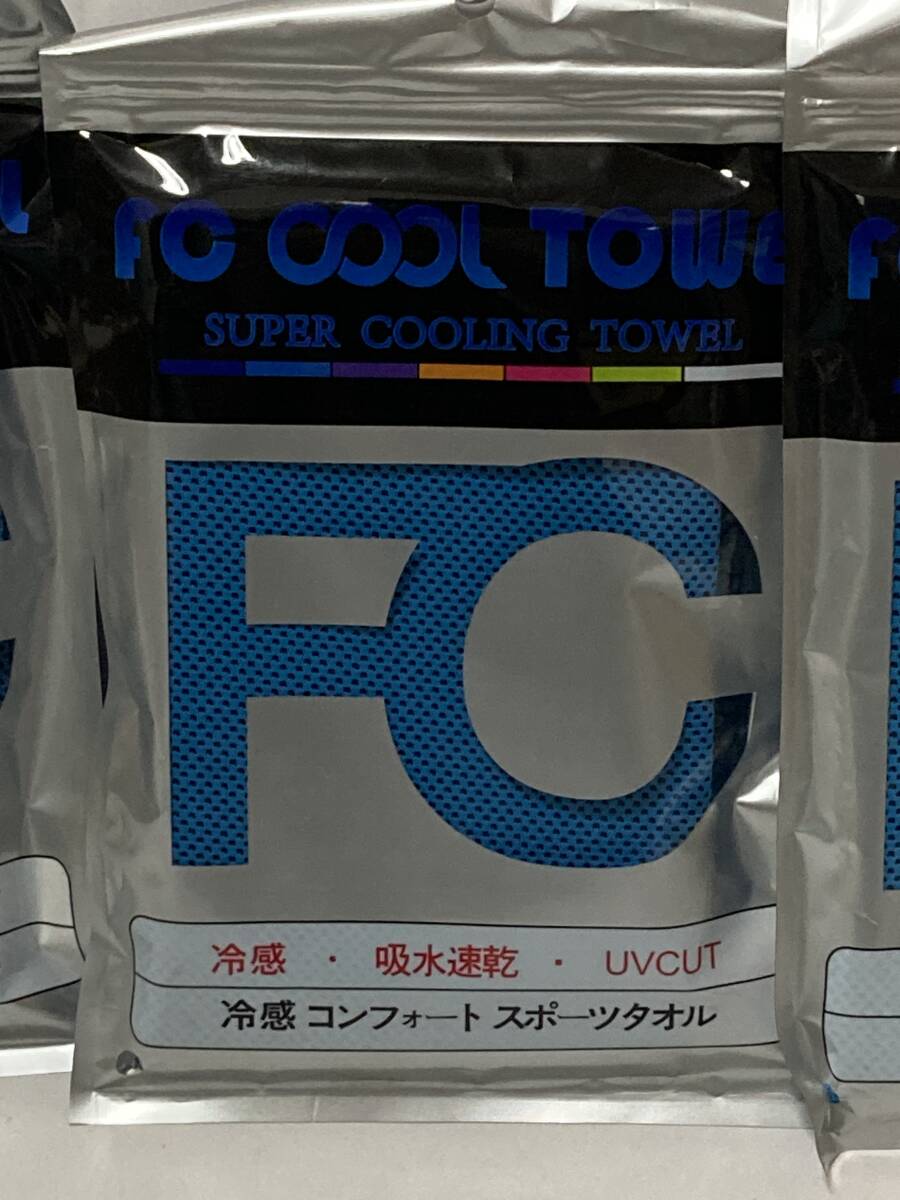 FC COOL TOWE
SUPER COOLING TOWEL
FC
冷感 ・ 吸水速乾 ・ UVCUT
冷感 コンフォート スポーツタオル